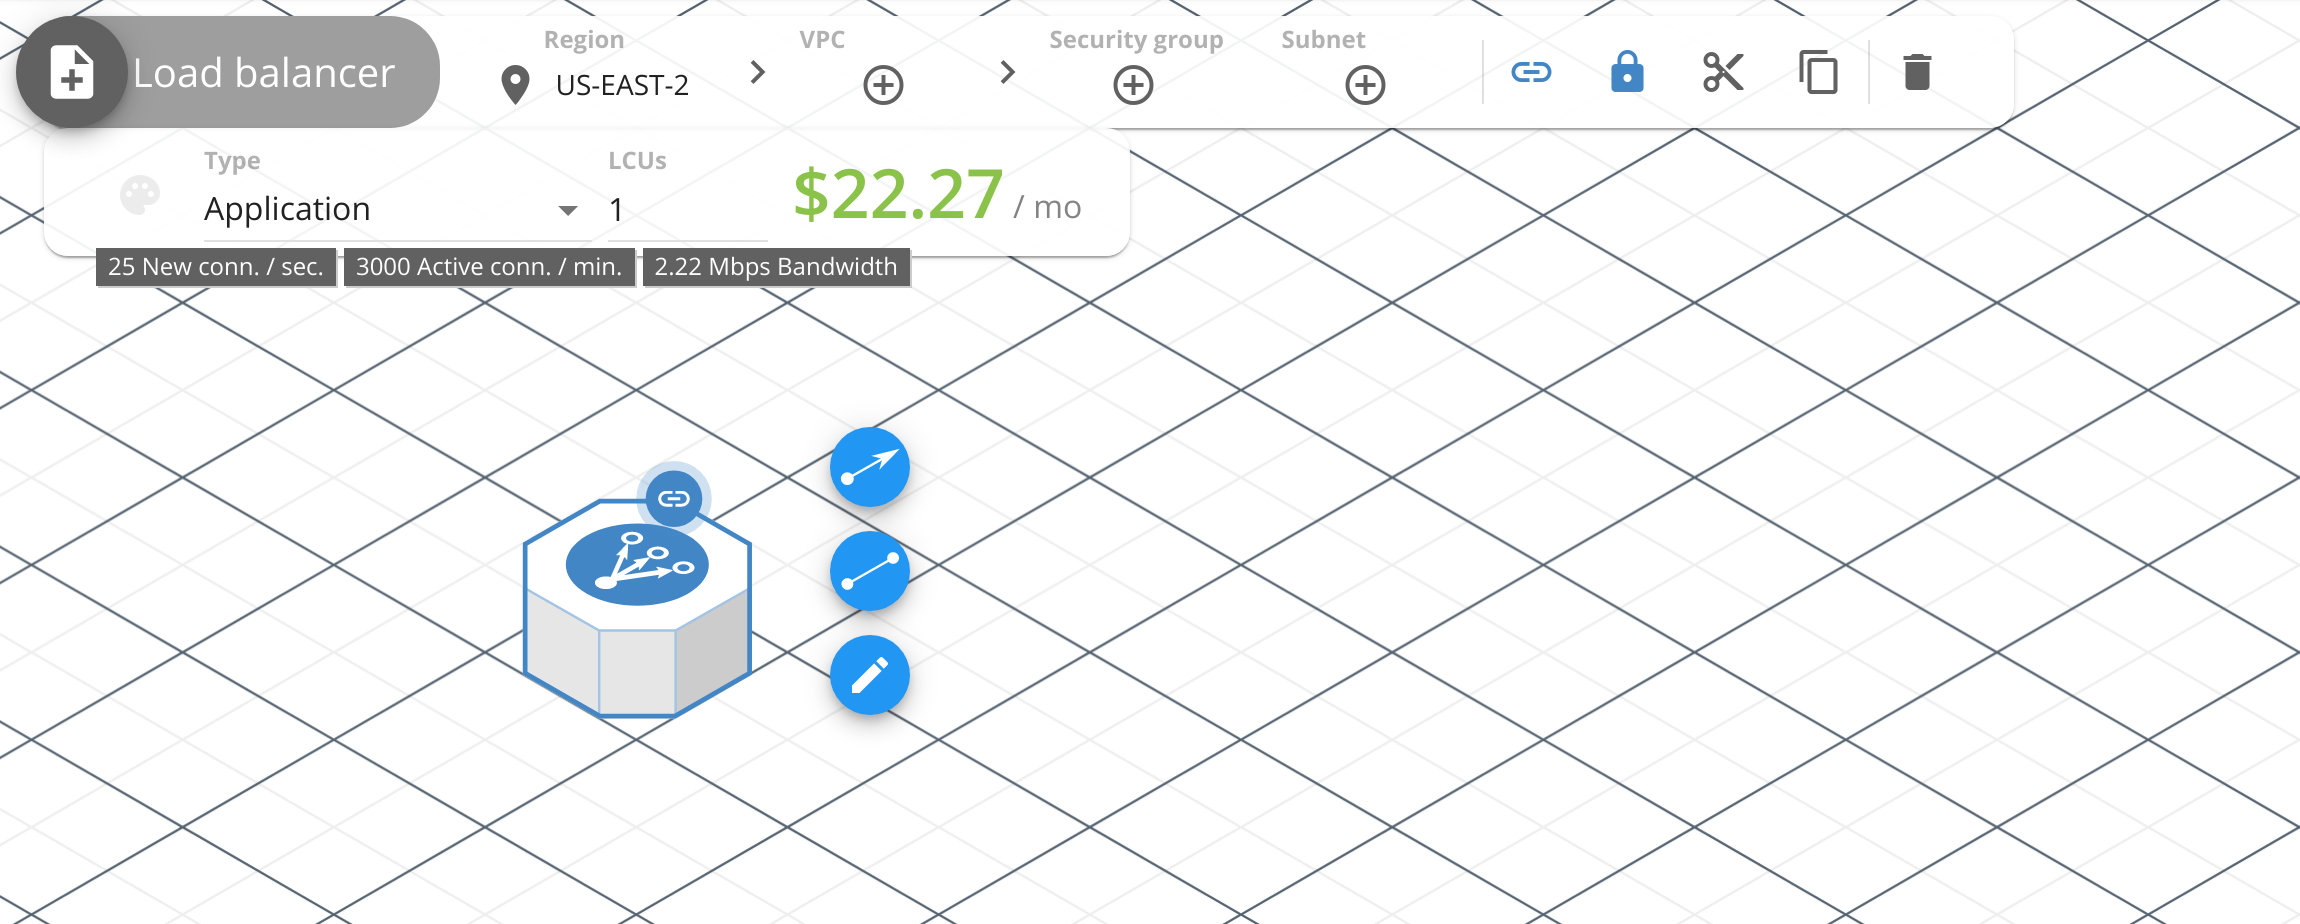 Load balancer
Region
US-EAST-2
VPC
Security group
Subnet
Type
Application
LCUs
1
$22.27 / mo
25 New conn. / sec.
3000 Active conn. / min.
2.22 Mbps Bandwidth